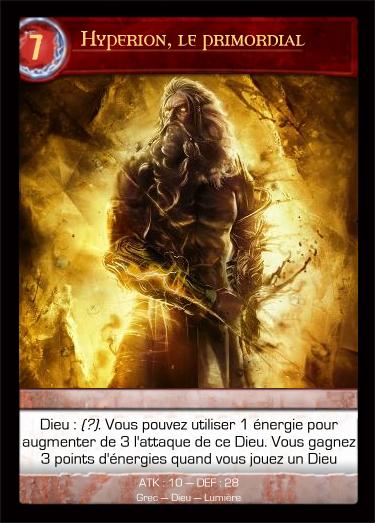 7
Hyperion, le primordial
Dieu : (?). Vous pouvez utiliser 1 énergie pour
augmenter de 3 l'attaque de ce Dieu. Vous gagnez
3 points d'énergies quand vous jouez un Dieu
ATK : 10 – DEF : 28
Grec – Dieu – Lumière